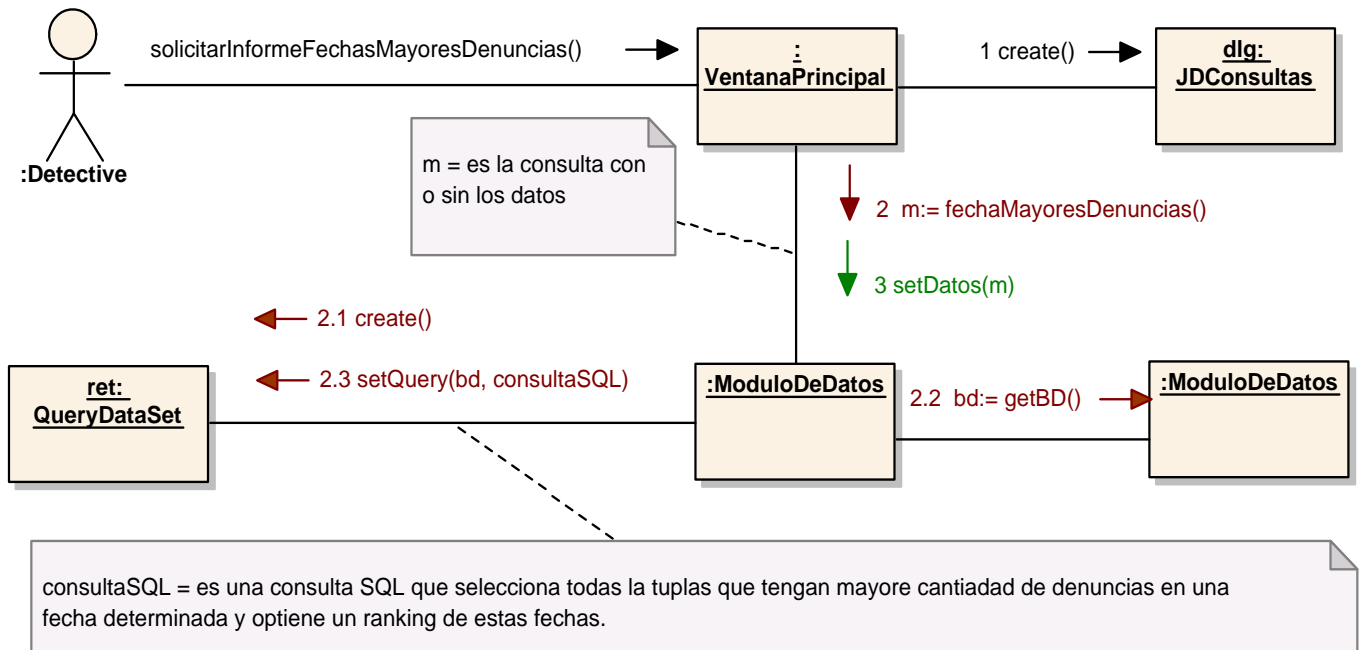 solicitarInformeFechasMayoresDenuncias()
:
VentanaPrincipal
1 create()
dlg:
JDConsultas
:Detective
m = es la consulta con
o sin los datos
2 m:= fechaMayoresDenuncias()
3 setDatos(m)
2.1 create()
2.3 setQuery(bd, consultaSQL)
ret:
QueryDataSet
:ModuloDeDatos
2.2 bd:= getBD()
:ModuloDeDatos
consultaSQL = es una consulta SQL que selecciona todas la tuplas que tengan mayore cantiadad de denuncias en una
fecha determinada y optiene un ranking de estas fechas.